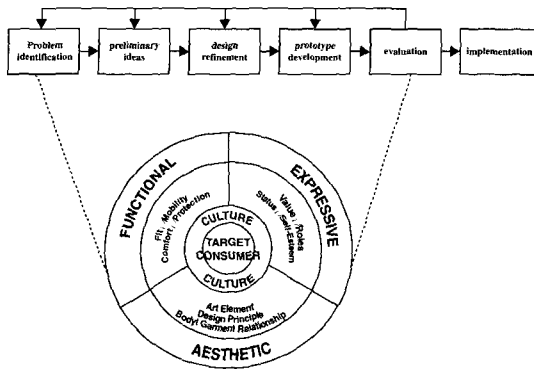 Problem
identification
preliminary
ideas
design
refinement
prototype
development
evaluation
implementation
FUNCTIONAL
EXPRESSIVE
Fit / Mobility
Comfort / Protection
Value / Roles
Status / Self-Esteem
CULTURE
TARGET
CONSUMER
CULTURE
Art Element
Design Principle
Body/ Garment Relationship
AESTHETIC